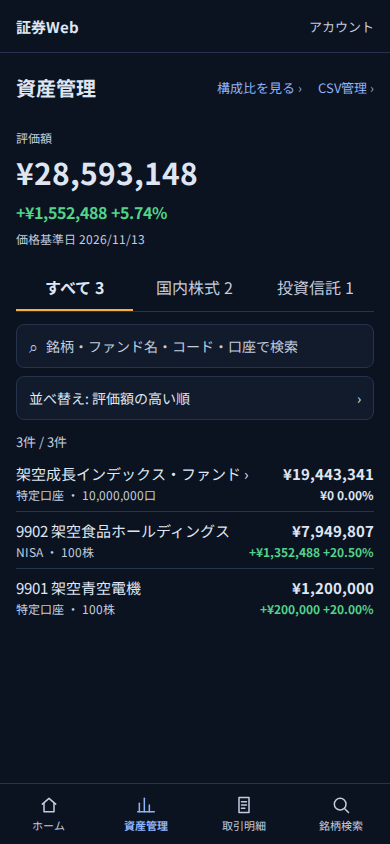 証券Web アカウント
資産管理 構成比を見る › CSV管理 ›
評価額
¥28,593,148
+¥1,552,488 +5.74%
価格基準日 2026/11/13
すべて 3 国内株式 2 投資信託 1
銘柄・ファンド名・コード・口座で検索
並べ替え: 評価額の高い順 ›
3件 / 3件
架空成長インデックス・ファンド › ¥19,443,341
特定口座 ・ 10,000,000口 ¥0 0.00%
9902 架空食品ホールディングス ¥7,949,807
NISA ・ 100株 +¥1,352,488 +20.50%
9901 架空青空電機 ¥1,200,000
特定口座 ・ 100株 +¥200,000 +20.00%
ホーム 資産管理 取引明細 銘柄検索